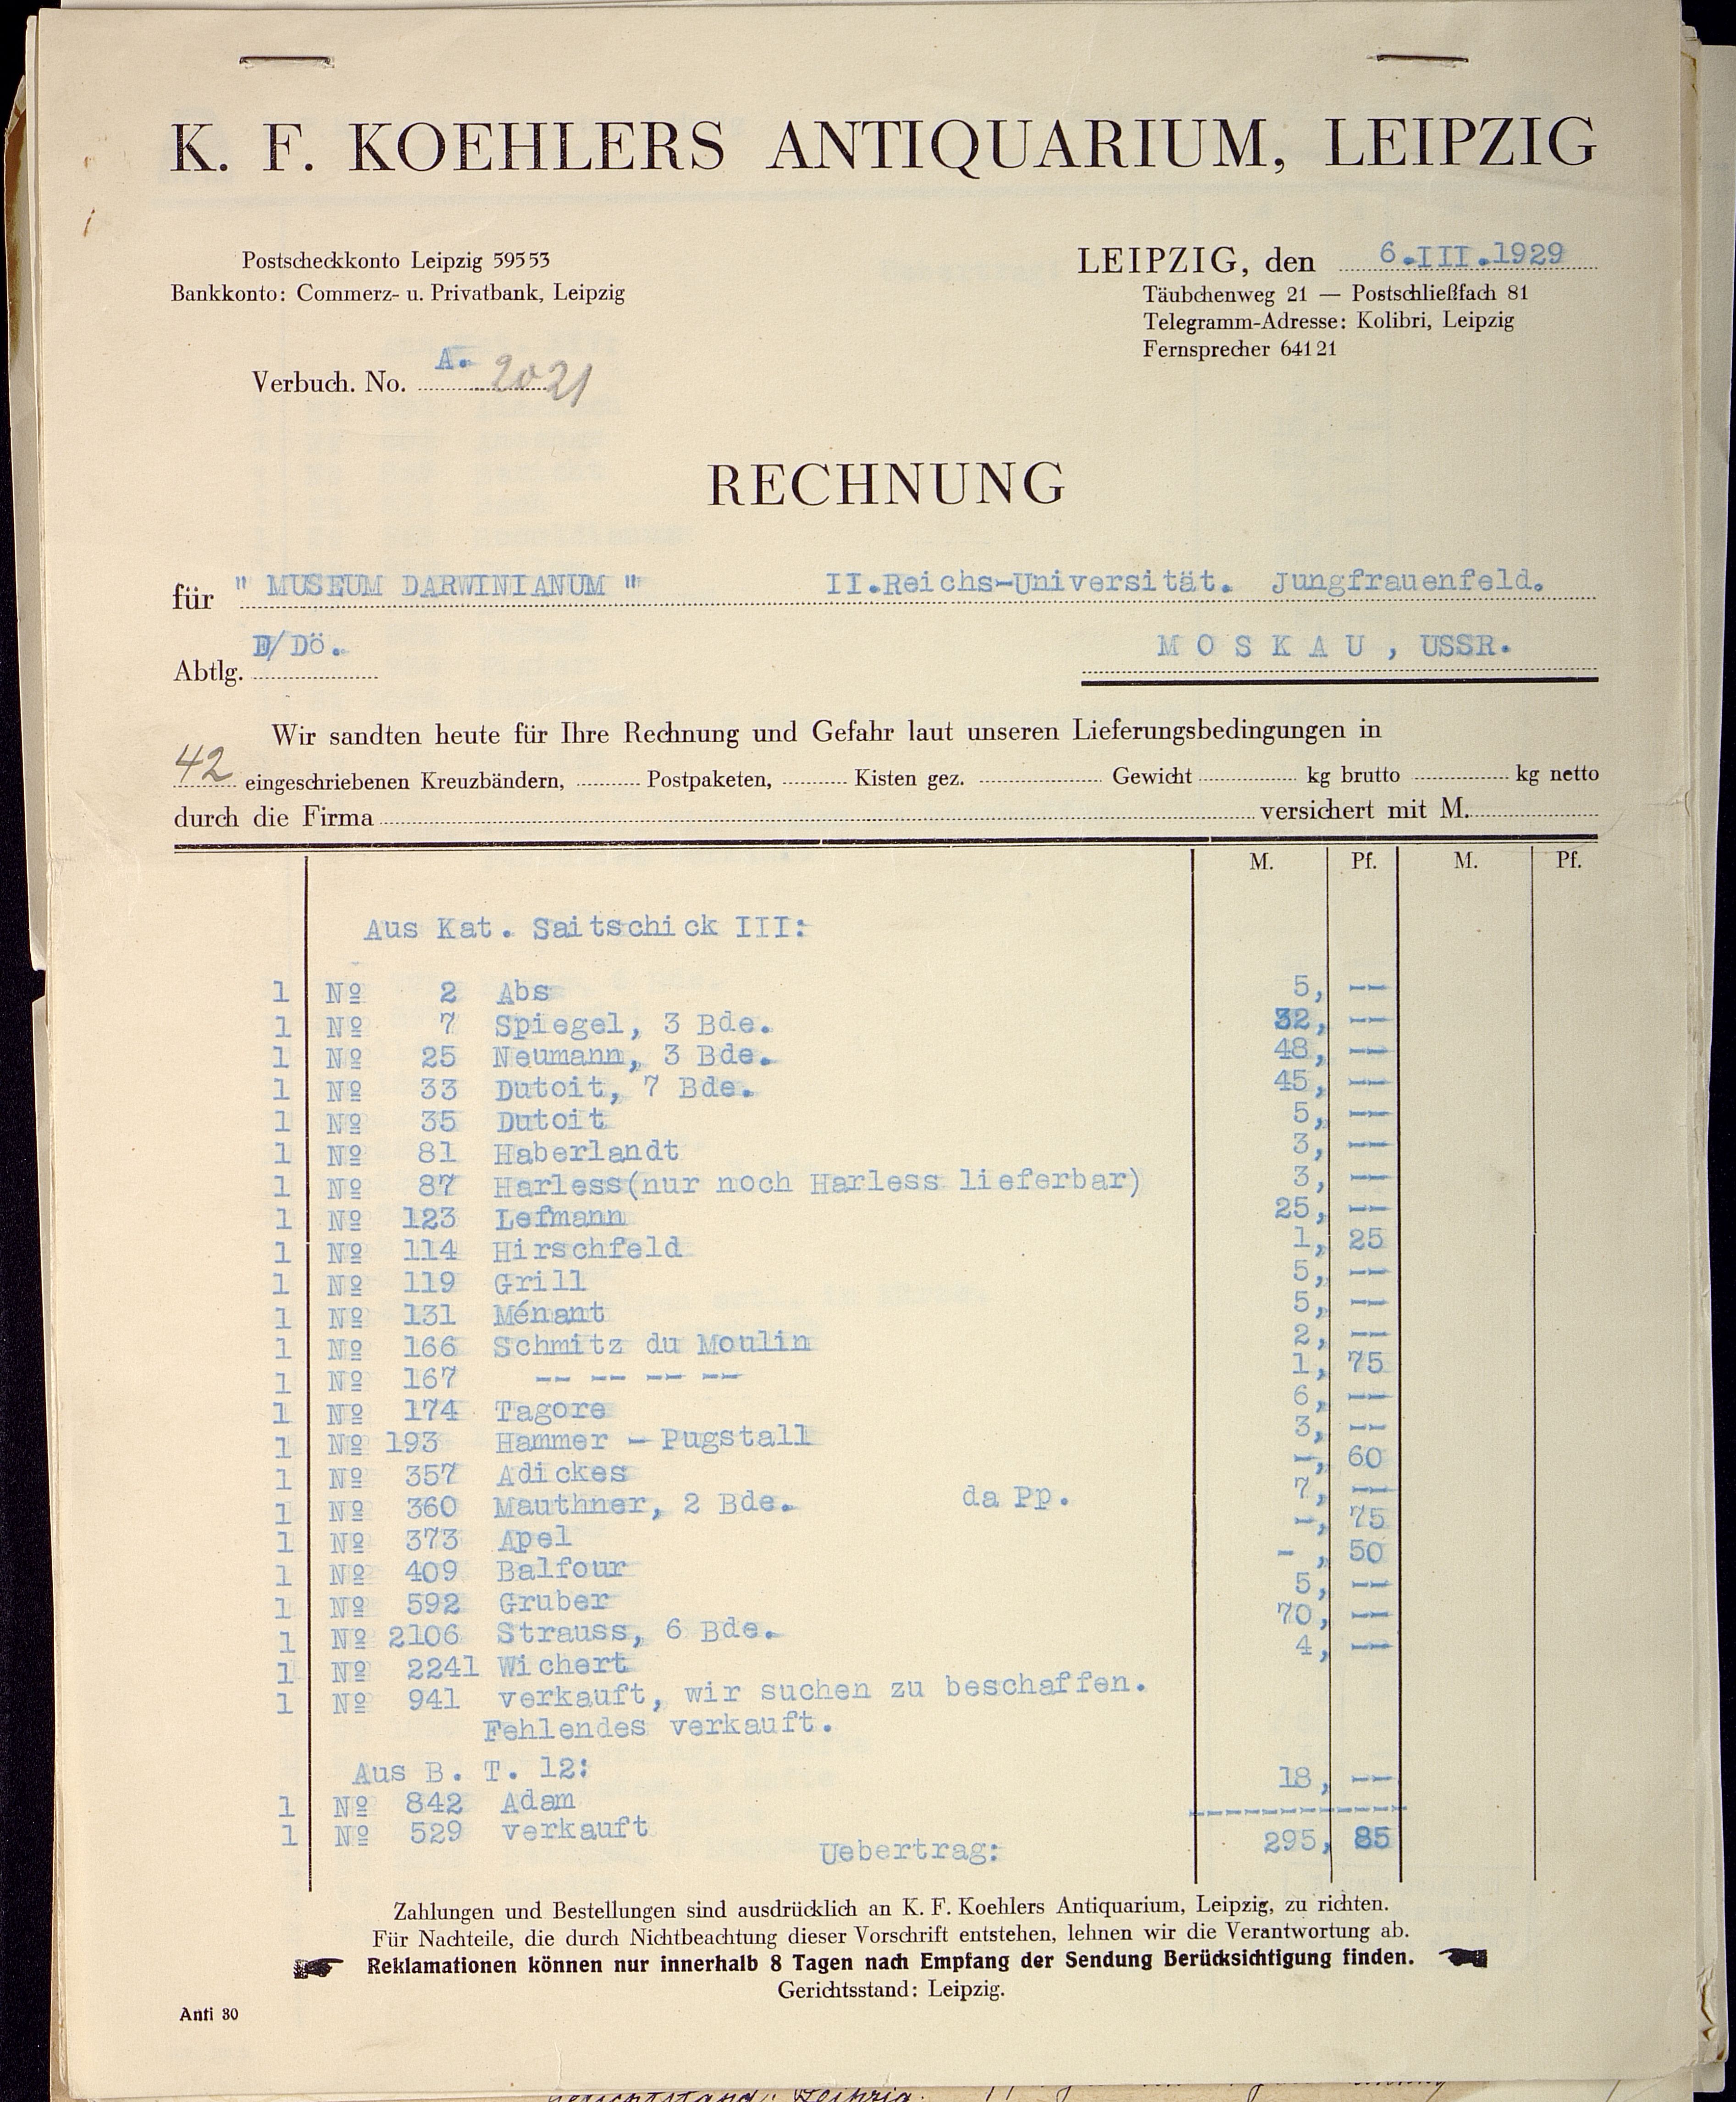 K. F. KOEHLERS ANTIQUARIUM, LEIPZIG
Postscheckkonto Leipzig 59553
Bankkonto: Commerz- u. Privatbank, Leipzig
LEIPZIG, den 6.III.1929
Täubchenweg 21 — Postschließfach 81
Telegramm-Adresse: Kolibri, Leipzig
Fernsprecher 64121
Verbuch. No. A. 2021
RECHNUNG
für " MUSEUM DARWINIANUM " II.Reichs-Universität. Jungfrauenfeld.
Abtlg. E/Dö. MOSKAU, USSR.
Wir sandten heute für Ihre Rechnung und Gefahr laut unseren Lieferungsbedingungen in
42 eingeschriebenen Kreuzbändern, Postpaketen, Kisten gez. Gewicht kg brutto kg netto
durch die Firma versichert mit M.
M. Pf. M. Pf.
Aus Kat. Saitschick III:
1 № 2 Abs 5, --
1 № 7 Spiegel, 3 Bde. 32, --
1 № 25 Neumann, 3 Bde. 48, --
1 № 33 Dutoit, 7 Bde. 45, --
1 № 35 Dutoit 5, --
1 № 81 Haberlandt 3, --
1 № 87 Harless(nur noch Harless lieferbar) 3, --
1 № 123 Lefmann 25, --
1 № 114 Hirschfeld 1, 25
1 № 119 Grill 5, --
1 № 131 Ménant 5, --
1 № 166 Schmitz du Moulin 2, --
1 № 167 -- -- -- -- 1, 75
1 № 174 Tagore 6, --
1 № 193 Hammer - Pugstall 3, --
1 № 357 Adickes -, 60
1 № 360 Mauthner, 2 Bde. da Pp. 7, --
1 № 373 Apel -, 75
1 № 409 Balfour - , 50
1 № 592 Gruber 5, --
1 № 2106 Strauss, 6 Bde. 70, --
1 № 2241 Wichert 4, --
1 № 941 verkauft, wir suchen zu beschaffen.
Fehlendes verkauft.
Aus B. T. 12:
1 № 842 Adam 18, --
1 № 529 verkauft
Uebertrag: 295, 85
Zahlungen und Bestellungen sind ausdrücklich an K. F. Koehlers Antiquarium, Leipzig, zu richten.
Für Nachteile, die durch Nichtbeachtung dieser Vorschrift entstehen, lehnen wir die Verantwortung ab.
Reklamationen können nur innerhalb 8 Tagen nach Empfang der Sendung Berücksichtigung finden.
Gerichtsstand: Leipzig.
Anti 30